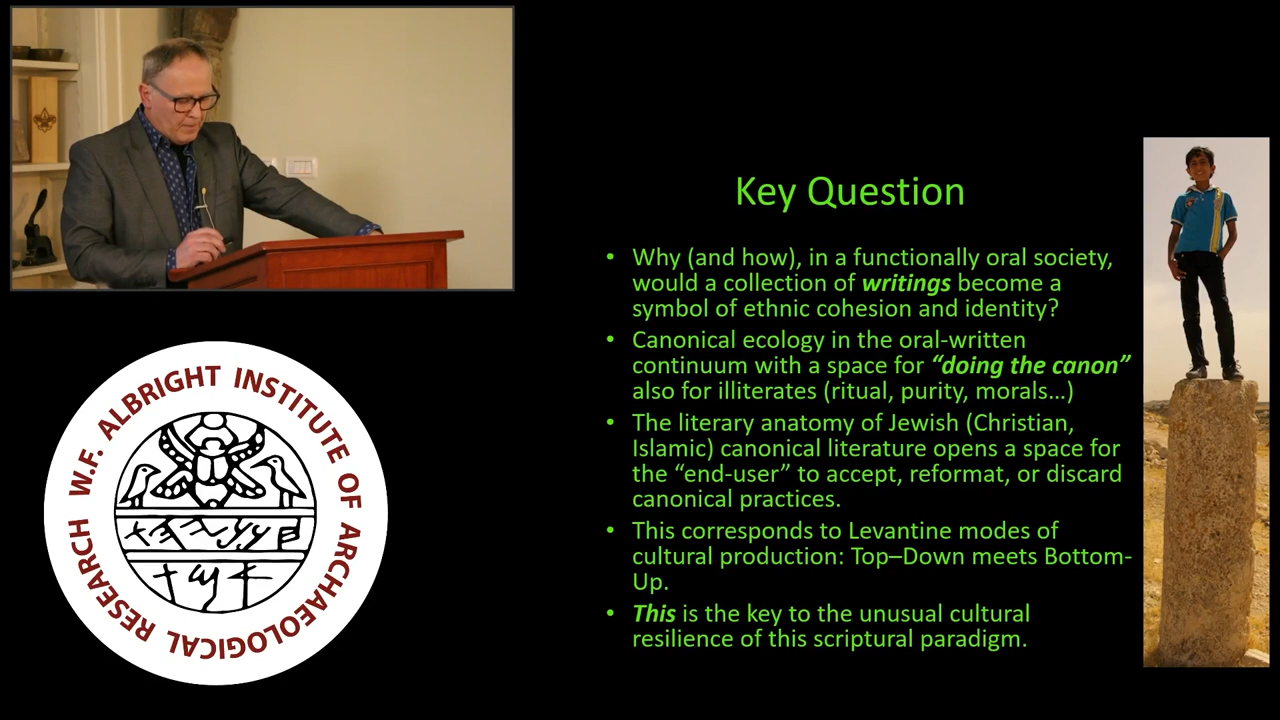 Key Question
• Why (and how), in a functionally oral society,
would a collection of writings become a
symbol of ethnic cohesion and identity?
• Canonical ecology in the oral-written
continuum with a space for “doing the canon”
also for illiterates (ritual, purity, morals…)
• The literary anatomy of Jewish (Christian,
Islamic) canonical literature opens a space for
the “end-user” to accept, reformat, or discard
canonical practices.
• This corresponds to Levantine modes of
cultural production: Top–Down meets Bottom-
Up.
• This is the key to the unusual cultural
resilience of this scriptural paradigm.
W.F. ALBRIGHT INSTITUTE OF ARCHAEOLOGICAL RESEARCH